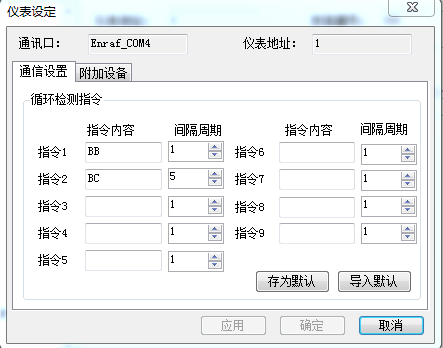 仪表设定
通讯口： Enraf_COM4 仪表地址： 1
通信设置 附加设备
循环检测指令
指令内容 间隔周期 指令内容 间隔周期
指令1 BB 1 指令6 1
指令2 BC 5 指令7 1
指令3 1 指令8 1
指令4 1 指令9 1
指令5 1
存为默认 导入默认
应用 确定 取消